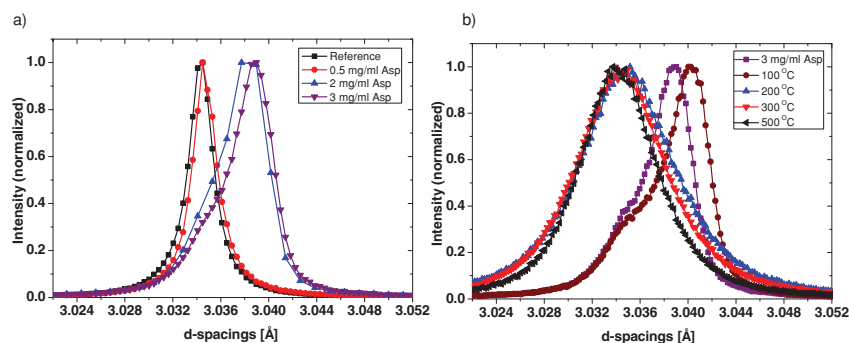 a)
Intensity (normalized)
1.0
0.8
0.6
0.4
0.2
0.0
Reference
0.5 mg/ml Asp
2 mg/ml Asp
3 mg/ml Asp
3.024 3.028 3.032 3.036 3.040 3.044 3.048 3.052
d-spacings [Å]
b)
Intensity (normalized)
1.0
0.8
0.6
0.4
0.2
0.0
3 mg/ml Asp
100 °C
200 °C
300 °C
500 °C
3.024 3.028 3.032 3.036 3.040 3.044 3.048 3.052
d-spacings [Å]